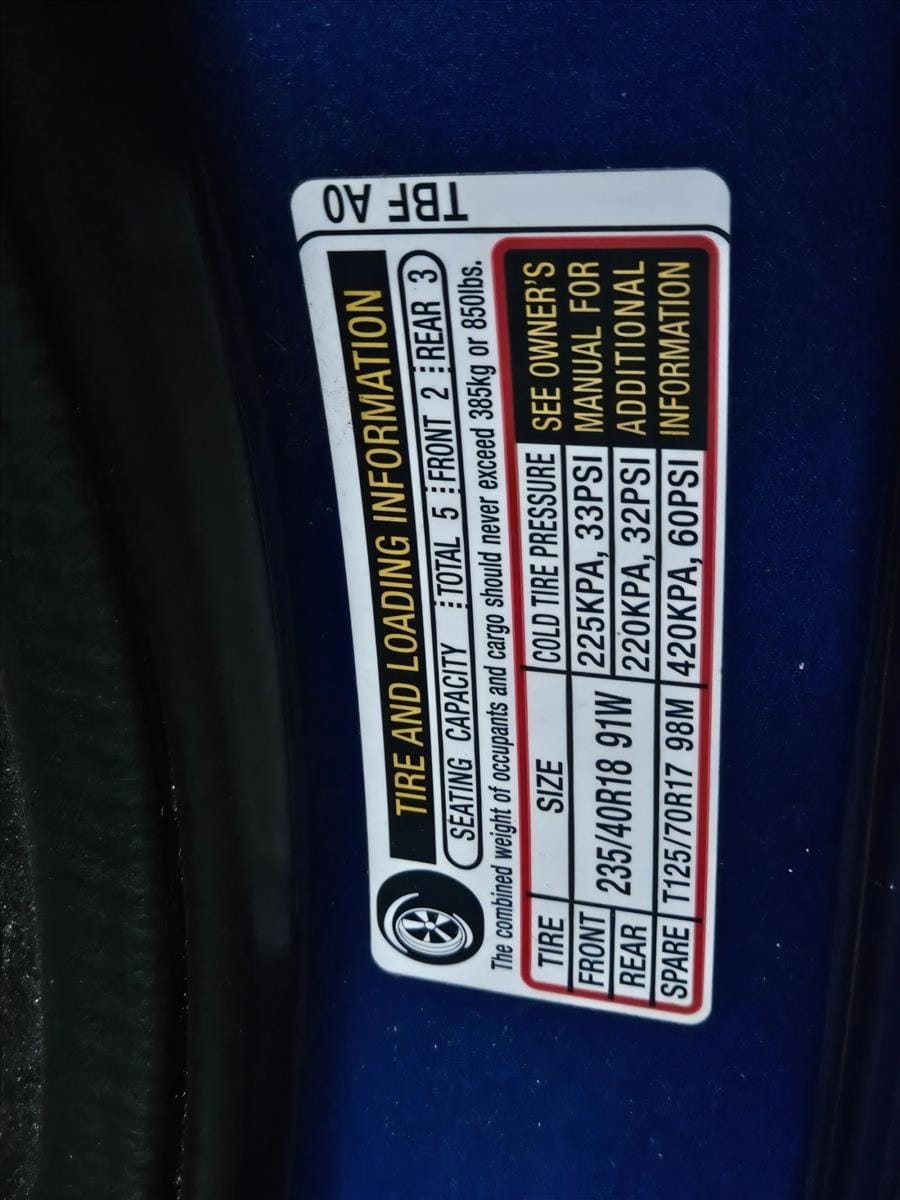 TBF A0
TIRE AND LOADING INFORMATION
SEATING CAPACITY TOTAL 5 FRONT 2 REAR 3
The combined weight of occupants and cargo should never exceed 385kg or 850lbs.
TIRE SIZE COLD TIRE PRESSURE
FRONT 235/40R18 91W 225KPA, 33PSI
REAR 220KPA, 32PSI
SPARE T125/70R17 98M 420KPA, 60PSI
SEE OWNER'S
MANUAL FOR
ADDITIONAL
INFORMATION